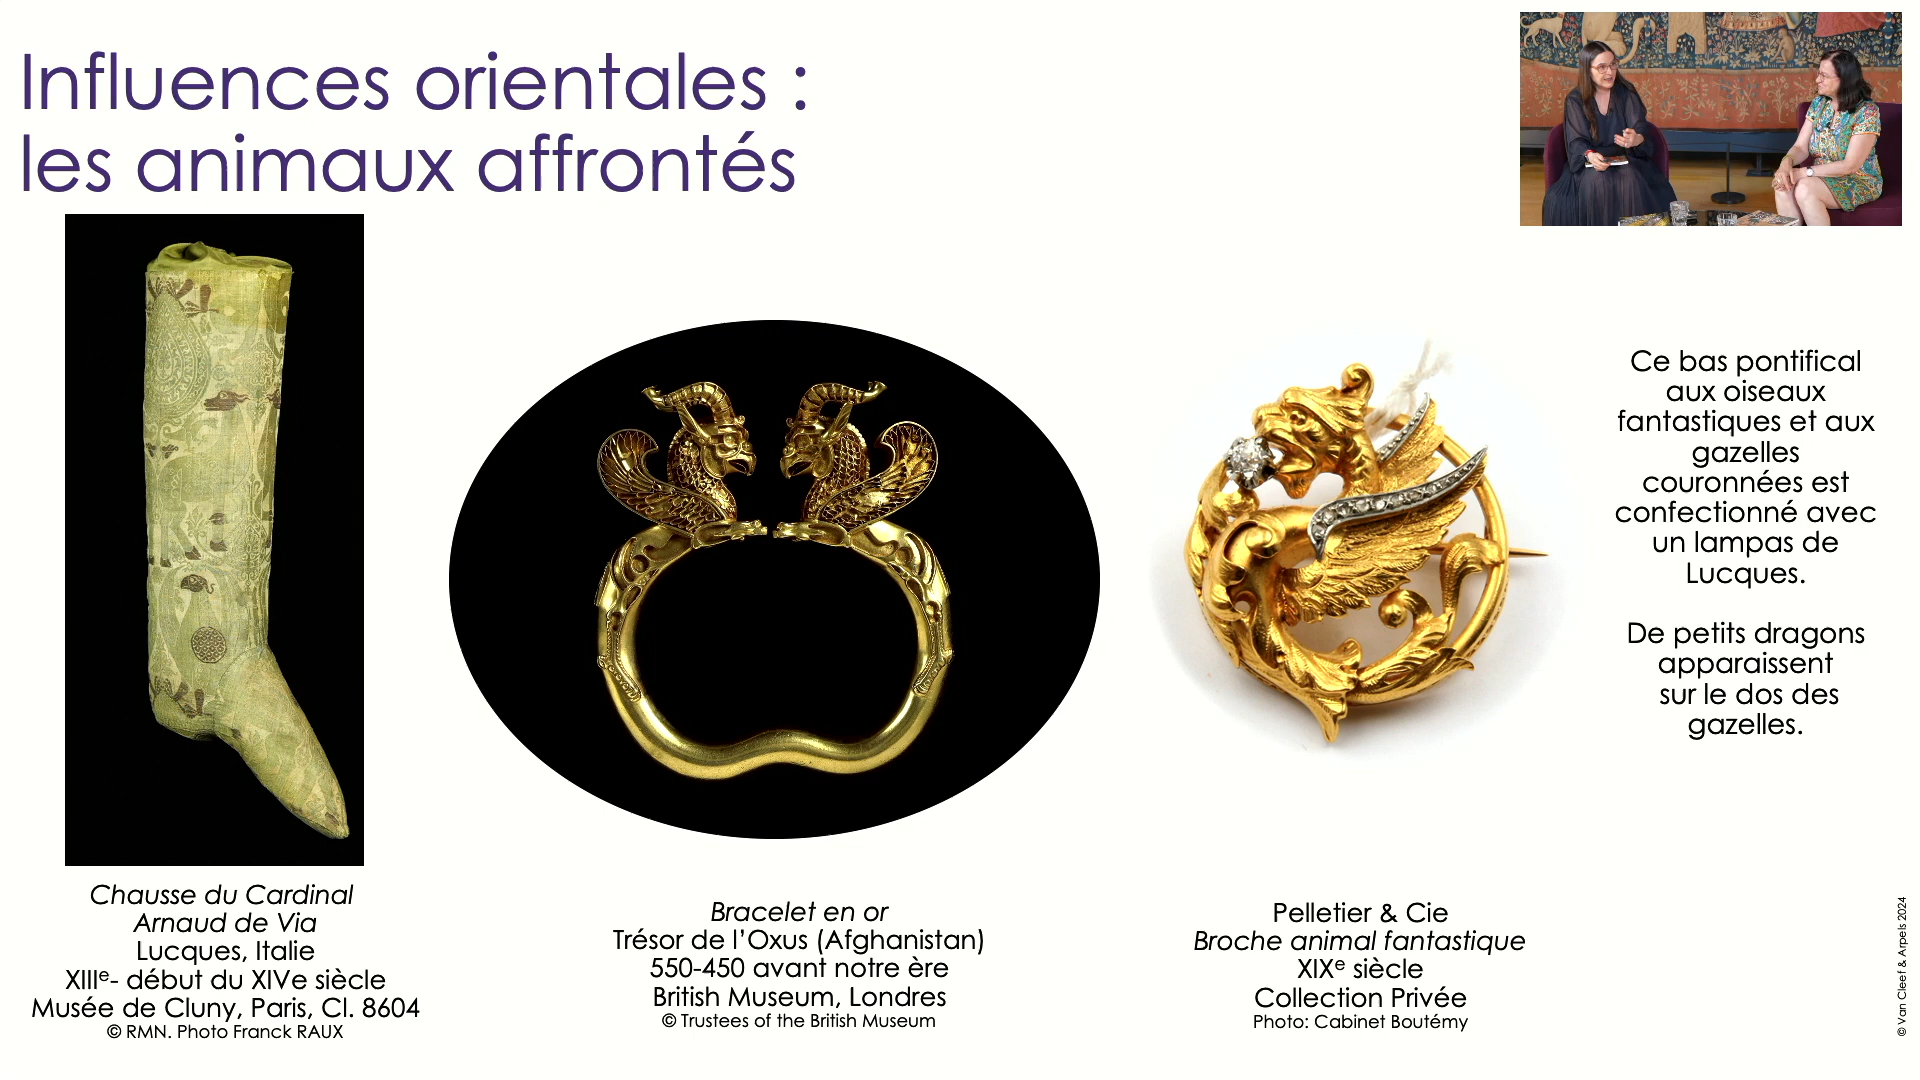 Influences orientales :
les animaux affrontés
Ce bas pontifical
aux oiseaux
fantastiques et aux
gazelles
couronnées est
confectionné avec
un lampas de
Lucques.
De petits dragons
apparaissent
sur le dos des
gazelles.
Chausse du Cardinal
Arnaud de Via
Lucques, Italie
XIIIe- début du XIVe siècle
Musée de Cluny, Paris, Cl. 8604
© RMN. Photo Franck RAUX
Bracelet en or
Trésor de l’Oxus (Afghanistan)
550-450 avant notre ère
British Museum, Londres
© Trustees of the British Museum
Pelletier & Cie
Broche animal fantastique
XIXe siècle
Collection Privée
Photo: Cabinet Boutémy
© Van Cleef & Arpels 2024